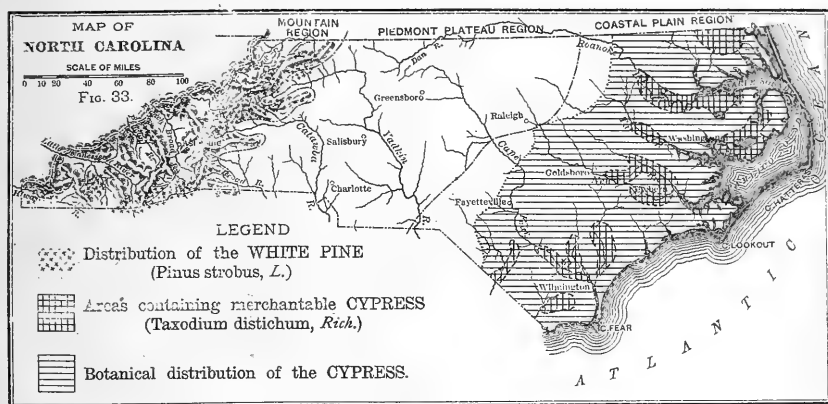 MAP OF
NORTH CAROLINA
SCALE OF MILES
0 10 20 40 60 80 100
FIG. 33.
MOUNTAIN
REGION
PIEDMONT PLATEAU REGION
COASTAL PLAIN REGION
Roanoke
Dan R.
Greensboro
Raleigh
Washington
Catawba
Salisbury
Yadkin
Cape
Goldsboro
Charlotte
Fayetteville
Fear
R.
R.
C. HATTERAS
LOOKOUT
Wilmington
C. FEAR
ATLANTIC
LEGEND
Distribution of the WHITE PINE
(Pinus strobus, L.)
Areas containing merchantable CYPRESS
(Taxodium distichum, Rich.)
Botanical distribution of the CYPRESS.